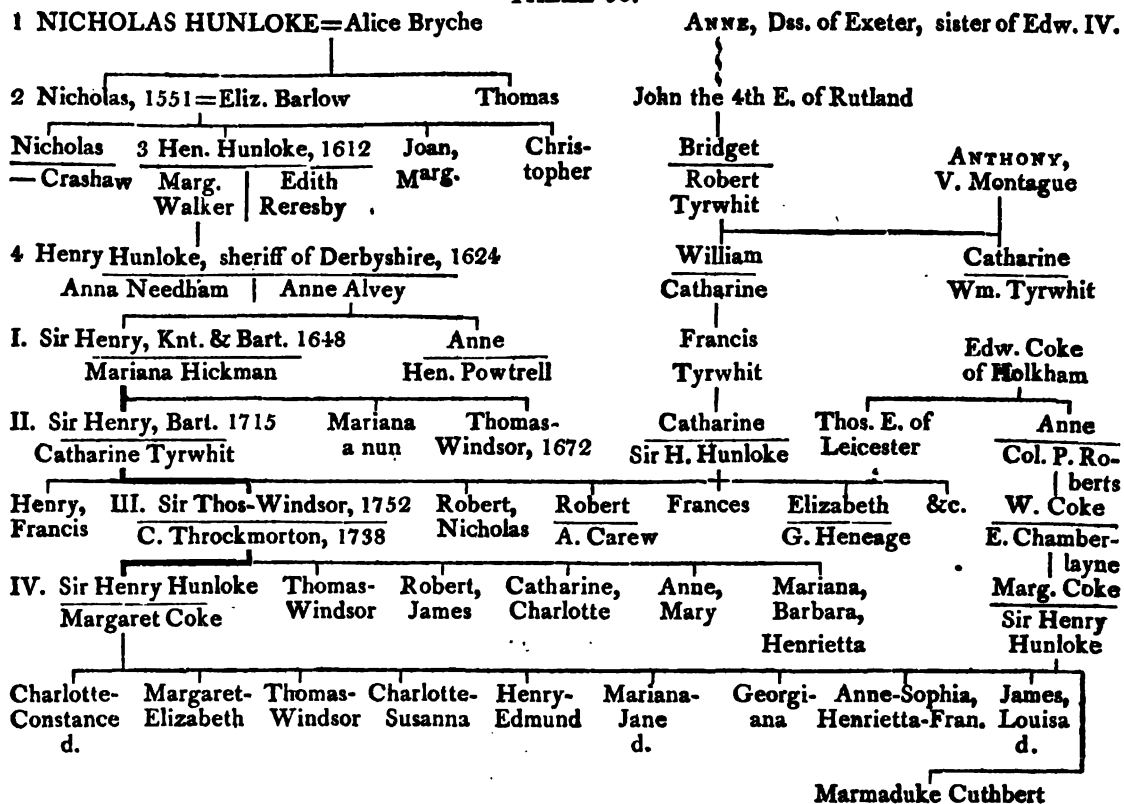 1 NICHOLAS HUNLOKE=Alice Bryche ANNE, Dss. of Exeter, sister of Edw. IV.
2 Nicholas, 1551=Eliz. Barlow Thomas John the 4th E. of Rutland
Nicholas 3 Hen. Hunloke, 1612 Joan, Chris- Bridget ANTHONY,
— Crashaw Marg. Edith Marg. topher Robert V. Montague
Walker Reresby Tyrwhit
4 Henry Hunloke, sheriff of Derbyshire, 1624 William Catharine
Anna Needham Anne Alvey Catharine Wm. Tyrwhit
I. Sir Henry, Knt. & Bart. 1648 Anne Francis Edw. Coke
Mariana Hickman Hen. Powtrell Tyrwhit of Holkham
II. Sir Henry, Bart. 1715 Mariana Thomas- Catharine Thos. E. of Anne
Catharine Tyrwhit a nun Windsor, 1672 Sir H. Hunloke Leicester Col. P. Ro-
berts
Henry, III. Sir Thos-Windsor, 1752 Robert, Robert Frances Elizabeth &c. W. Coke
Francis C. Throckmorton, 1738 Nicholas A. Carew G. Heneage E. Chamber-
layne
IV. Sir Henry Hunloke Thomas- Robert, Catharine, Anne, Mariana, Marg. Coke
Margaret Coke Windsor James Charlotte Mary Barbara, Sir Henry
Henrietta Hunloke
Charlotte- Margaret- Thomas- Charlotte- Henry- Mariana- Georgi- Anne-Sophia, James,
Constance Elizabeth Windsor Susanna Edmund Jane ana Henrietta-Fran. Louisa
d. d. d.
Marmaduke Cuthbert